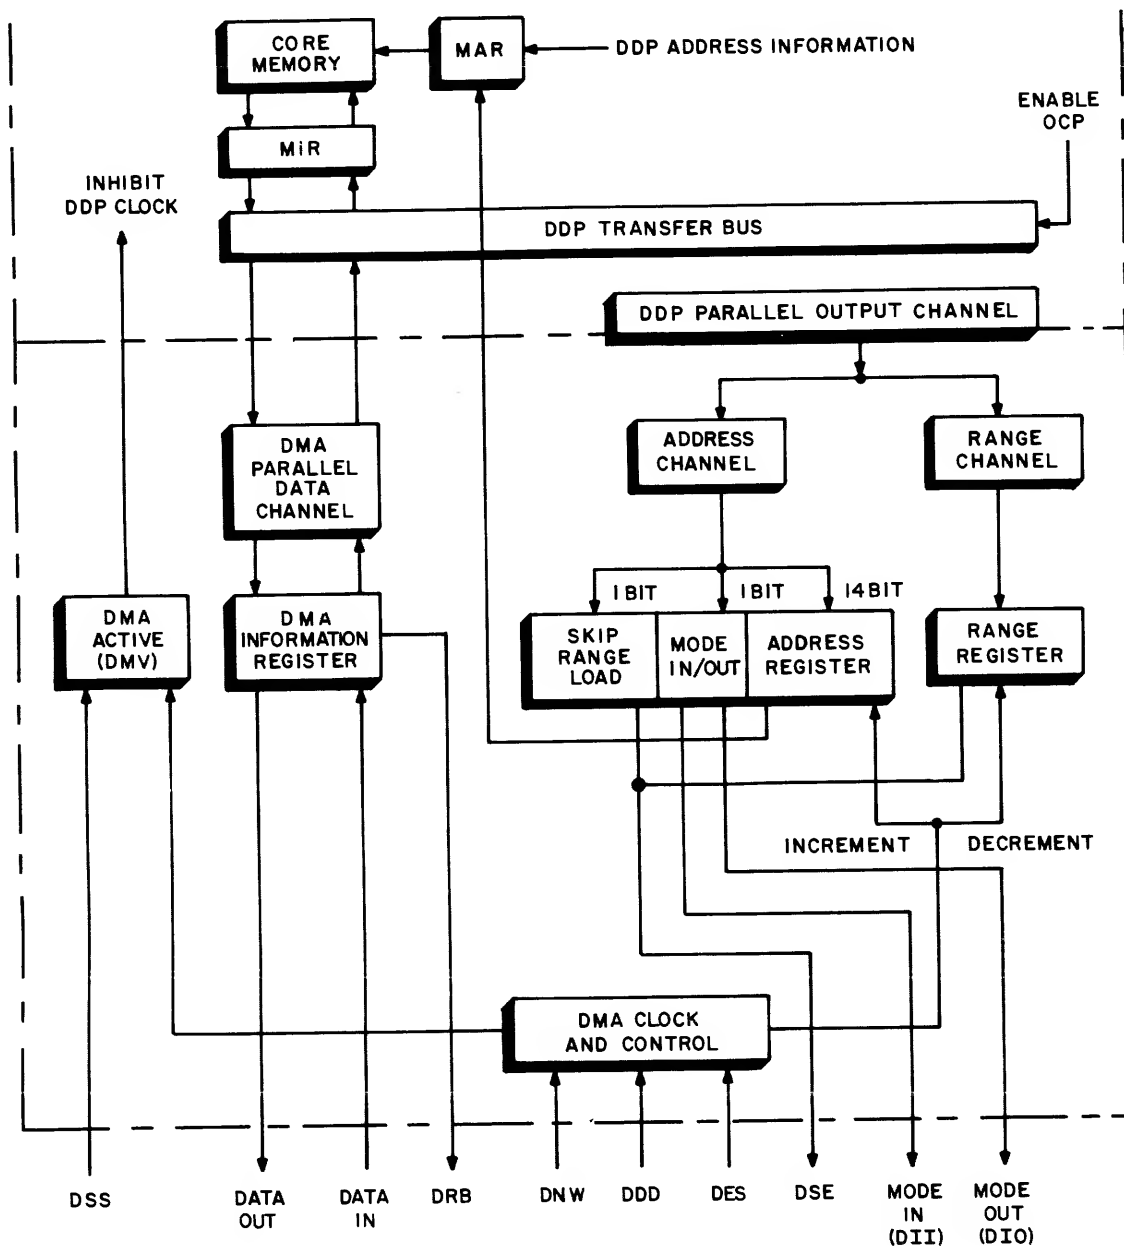 CORE
MEMORY
MAR
DDP ADDRESS INFORMATION
ENABLE
OCP
MiR
INHIBIT
DDP CLOCK
DDP TRANSFER BUS
DDP PARALLEL OUTPUT CHANNEL
DMA
PARALLEL
DATA
CHANNEL
ADDRESS
CHANNEL
RANGE
CHANNEL
1 BIT
1 BIT
14 BIT
DMA
ACTIVE
(DMV)
DMA
INFORMATION
REGISTER
SKIP
RANGE
LOAD
MODE
IN/OUT
ADDRESS
REGISTER
RANGE
REGISTER
INCREMENT
DECREMENT
DMA CLOCK
AND CONTROL
DSS
DATA
OUT
DATA
IN
DRB
DNW
DDD
DES
DSE
MODE
IN
(DII)
MODE
OUT
(DIO)